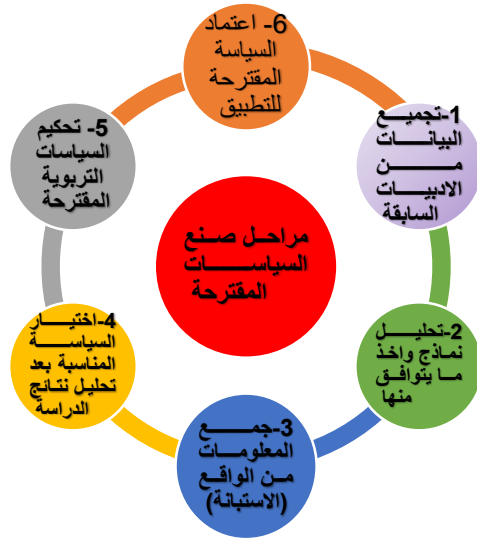 مراحل صنع
السياسات
المقترحة
1-تجميع
البيانات
من
الادبيات
السابقة
2-تحليل
نماذج واخذ
ما يتوافق
منها
3-جمع
المعلومات
من الواقع
(الاستبانة)
4-اختيار
السياسة
المناسبة بعد
تحليل نتائج
الدراسة
5- تحكيم
السياسات
التربوية
المقترحة
6- اعتماد
السياسة
المقترحة
للتطبيق